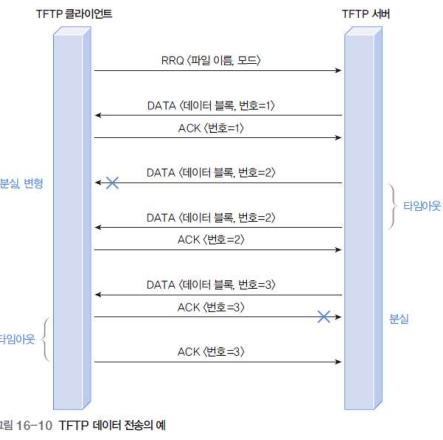 TFTP 클라이언트
TFTP 서버
RRQ 〈파일 이름, 모드〉
DATA 〈데이터 블록, 번호=1〉
ACK 〈번호=1〉
분실, 변형
DATA 〈데이터 블록, 번호=2〉
타임아웃
DATA 〈데이터 블록, 번호=2〉
ACK 〈번호=2〉
DATA 〈데이터 블록, 번호=3〉
ACK 〈번호=3〉
분실
타임아웃
ACK 〈번호=3〉
그림 16-10 TFTP 데이터 전송의 예